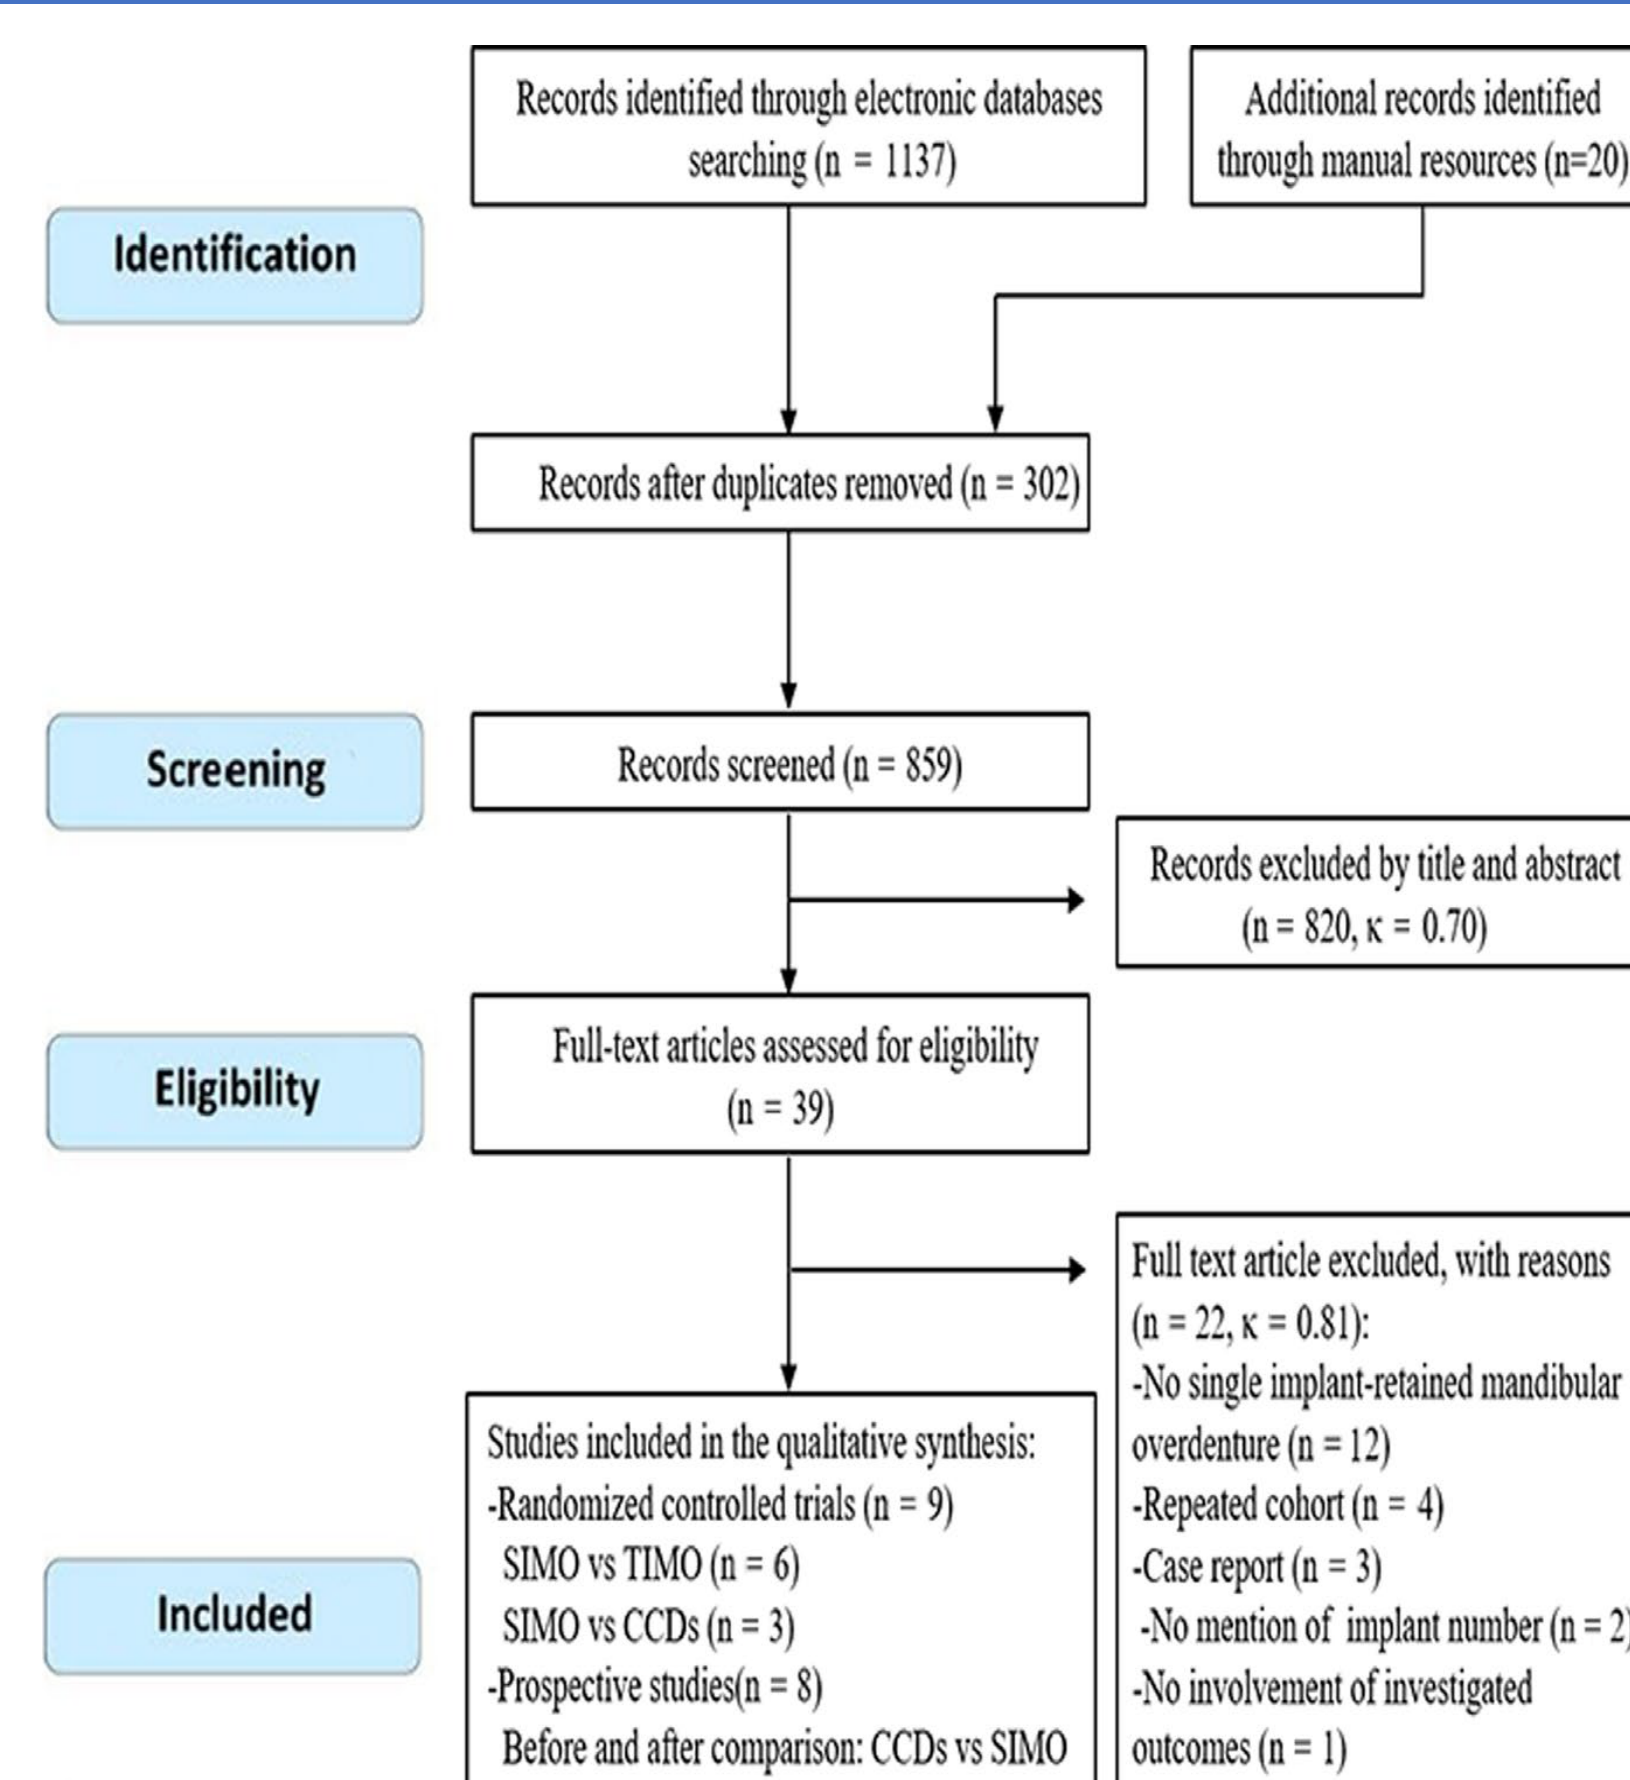 Records identified through electronic databases
searching (n = 1137)
Additional records identified
through manual resources (n=20)
Identification
Records after duplicates removed (n = 302)
Screening
Records screened (n = 859)
Records excluded by title and abstract
(n = 820, κ = 0.70)
Eligibility
Full-text articles assessed for eligibility
(n = 39)
Full text article excluded, with reasons
(n = 22, κ = 0.81):
-No single implant-retained mandibular
overdenture (n = 12)
-Repeated cohort (n = 4)
-Case report (n = 3)
-No mention of implant number (n = 2)
-No involvement of investigated
outcomes (n = 1)
Included
Studies included in the qualitative synthesis:
-Randomized controlled trials (n = 9)
SIMO vs TIMO (n = 6)
SIMO vs CCDs (n = 3)
-Prospective studies(n = 8)
Before and after comparison: CCDs vs SIMO